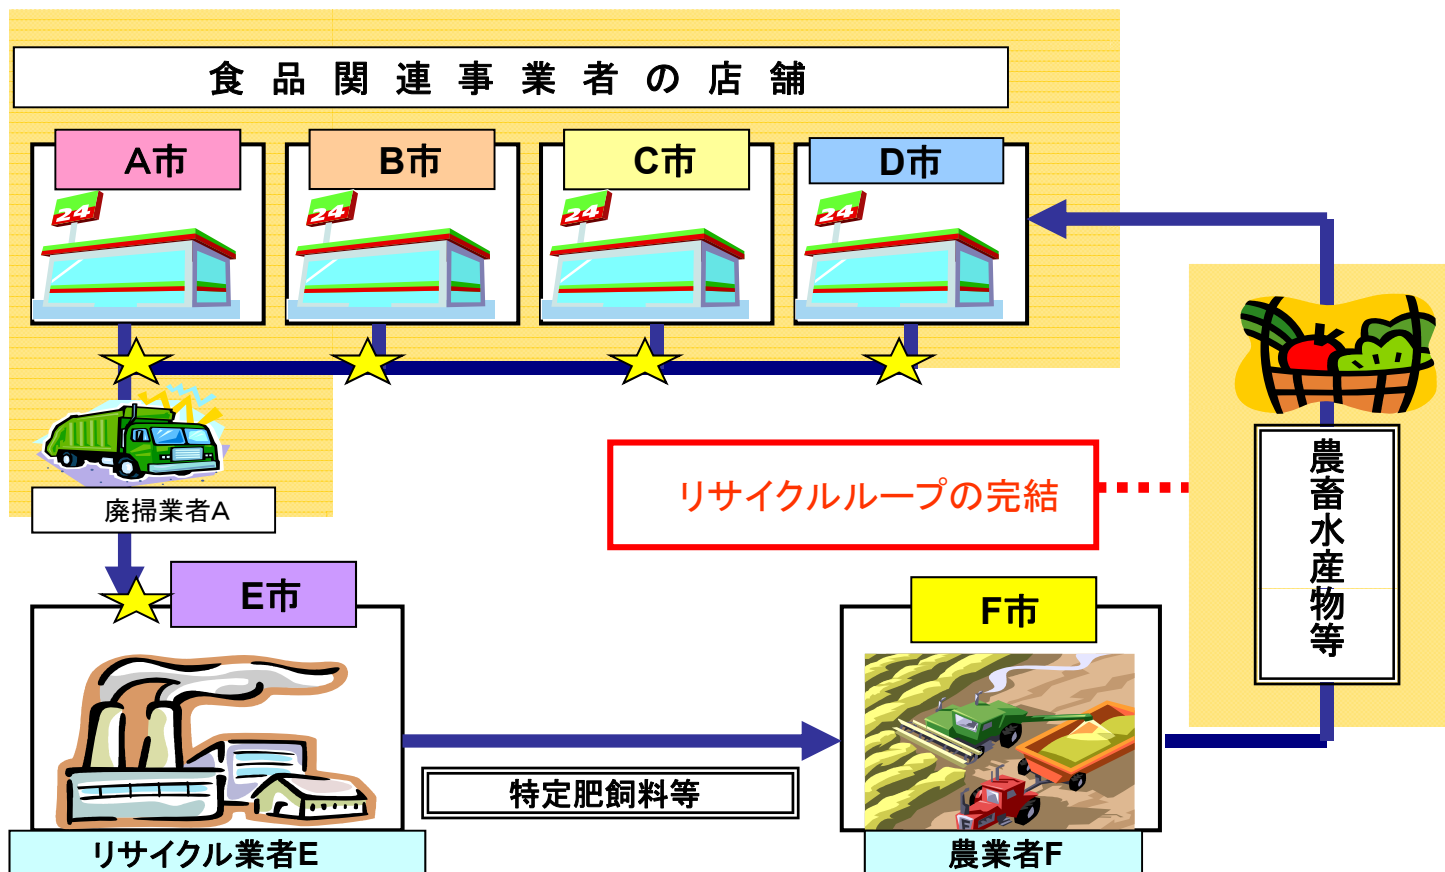 食品関連事業者の店舗
A市
B市
C市
D市
24
24
24
24
廃掃業者A
リサイクルループの完結
農畜水産物等
E市
F市
特定肥飼料等
F
リサイクル業者E
農業者F